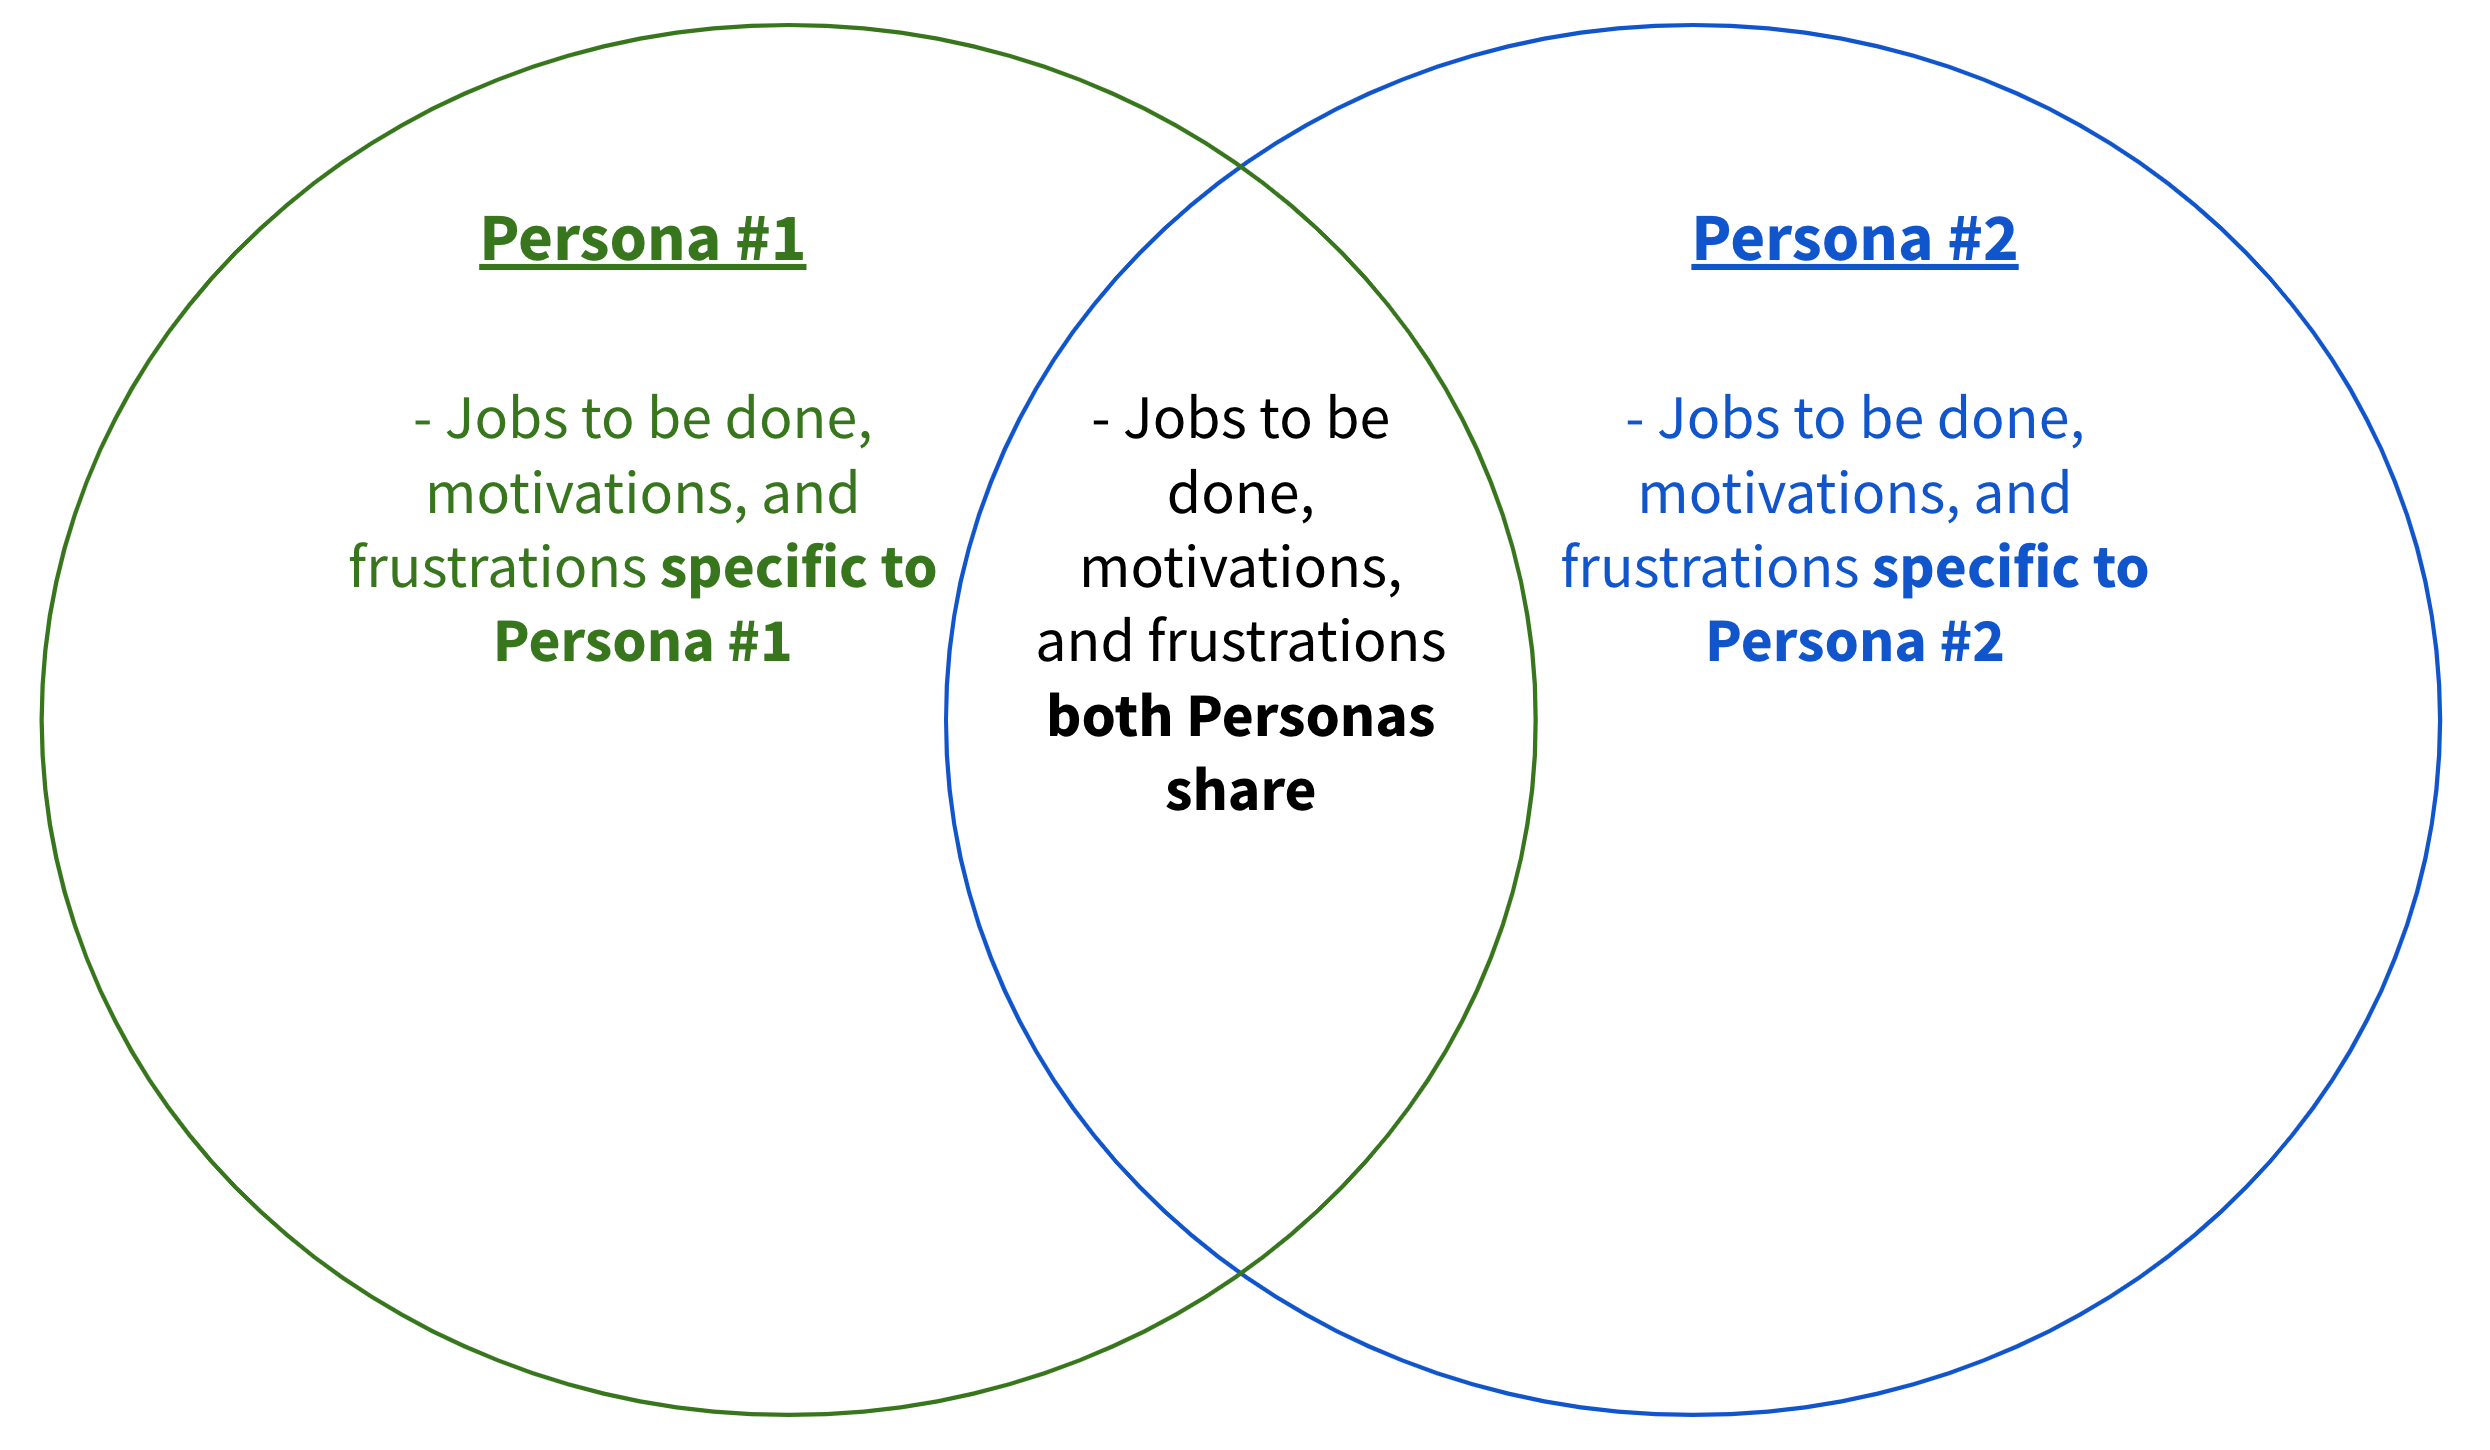 Persona #1
- Jobs to be done,
motivations, and
frustrations specific to
Persona #1
- Jobs to be
done,
motivations,
and frustrations
both Personas
share
Persona #2
- Jobs to be done,
motivations, and
frustrations specific to
Persona #2